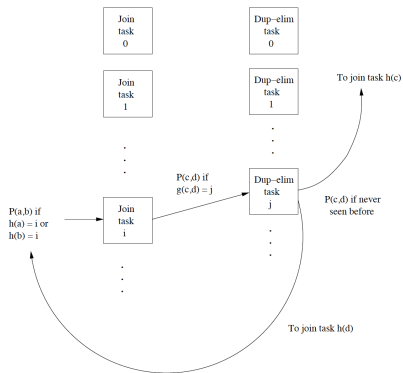 Join
task
0
Dup–elim
task
0
Join
task
1
Dup–elim
task
1
To join task h(c)
P(c,d) if
g(c,d) = j
Dup–elim
task
j
P(a,b) if
h(a) = i or
h(b) = i
Join
task
i
P(c,d) if never
seen before
To join task h(d)